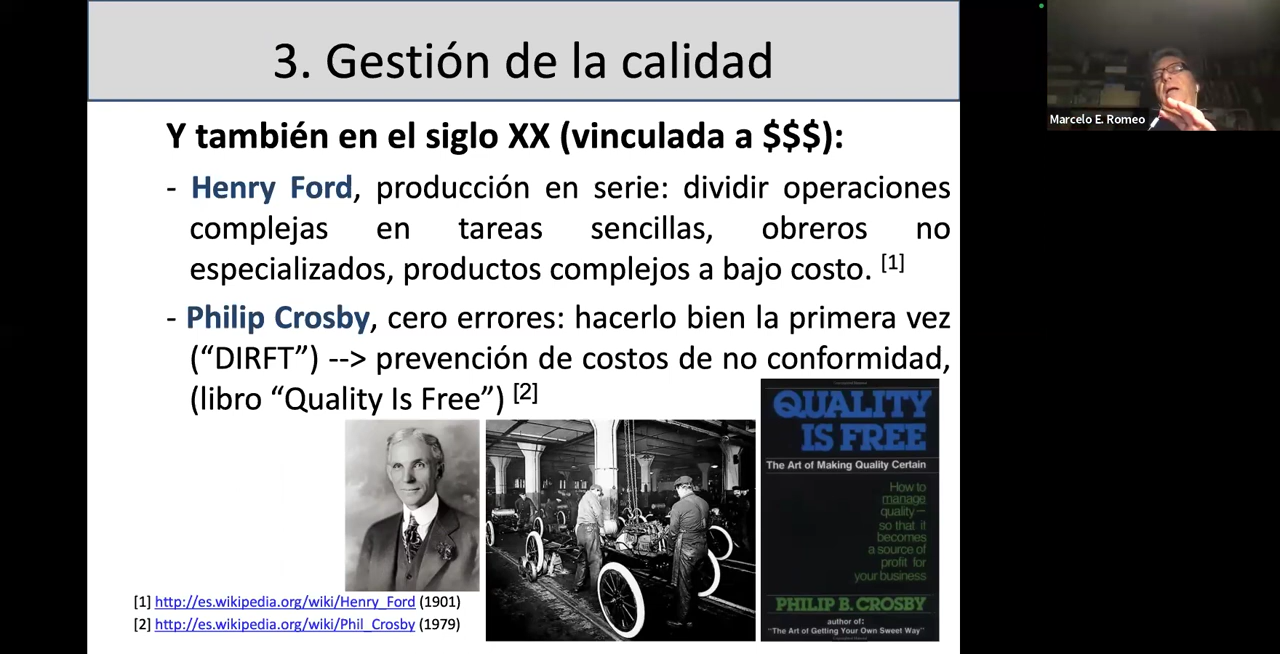 3. Gestión de la calidad
Marcelo E. Romeo
Y también en el siglo XX (vinculada a $$$):
- Henry Ford, producción en serie: dividir operaciones
complejas en tareas sencillas, obreros no
especializados, productos complejos a bajo costo. [1]
- Philip Crosby, cero errores: hacerlo bien la primera vez
(“DIRFT”) --> prevención de costos de no conformidad,
(libro “Quality Is Free”) [2]
QUALITY
IS FREE
The Art of Making Quality Certain
How to
manage
quality—
so that it
becomes
a source of
profit for
your business
PHILIP B. CROSBY
author of:
"The Art of Getting Your Own Sweet Way"
[1] http://es.wikipedia.org/wiki/Henry_Ford (1901)
[2] http://es.wikipedia.org/wiki/Phil_Crosby (1979)